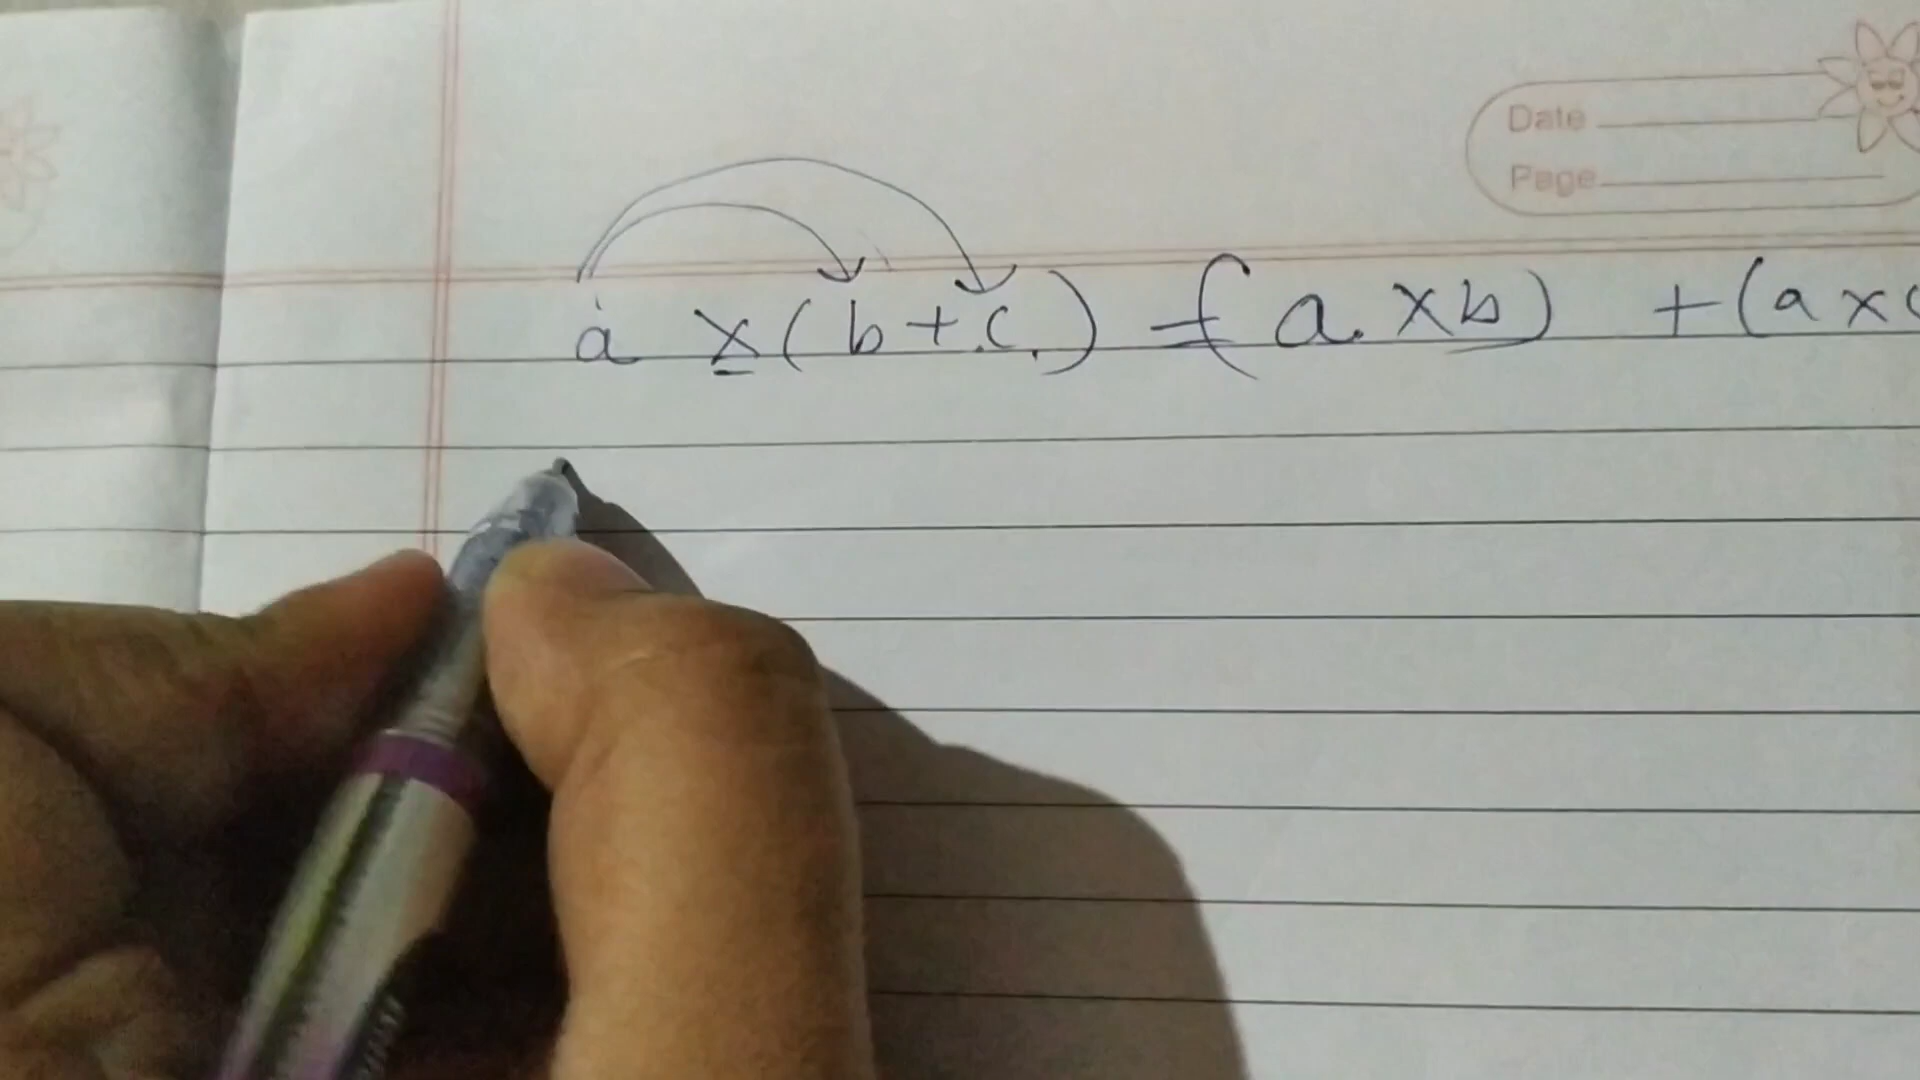 Date
Page
a × (b + c) = (a × b) + (a × c